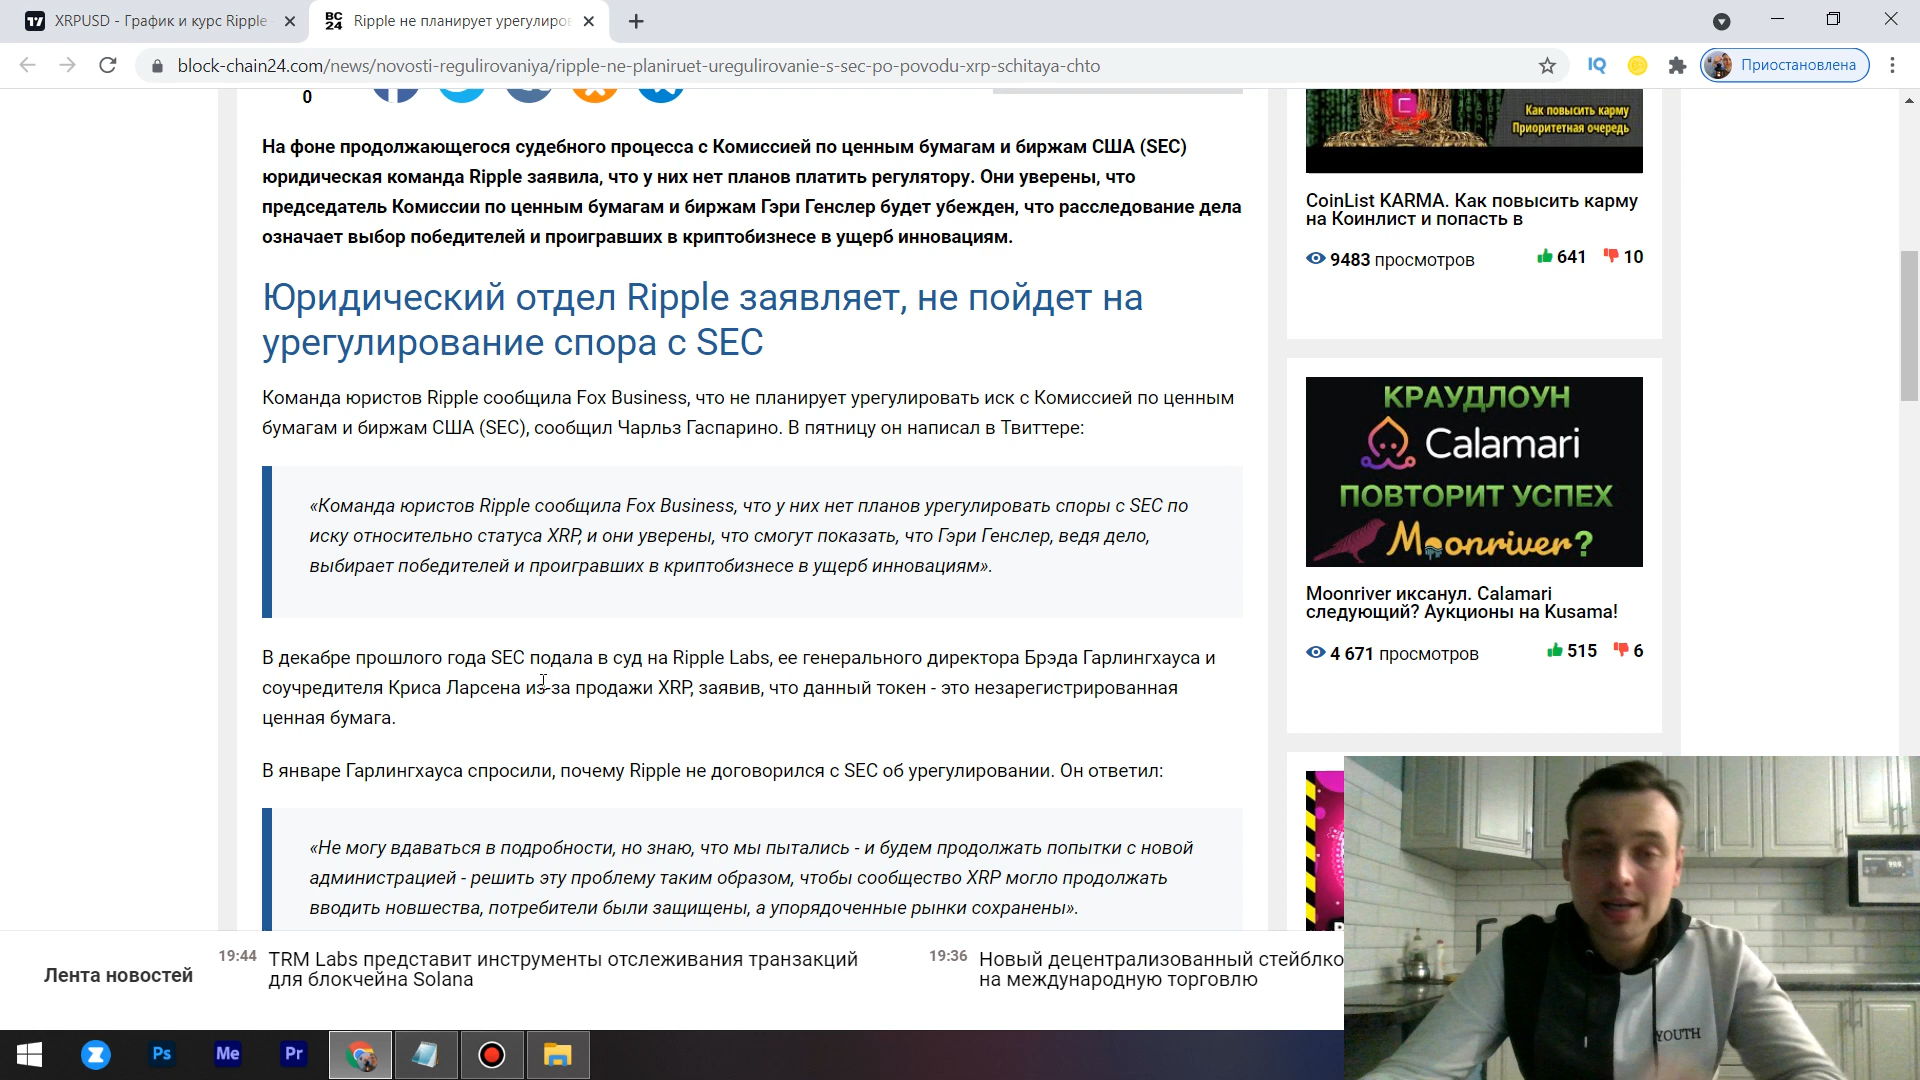 XRPUSD - График и курс Ripple
BC 24
Ripple не планирует урегулиро
block-chain24.com/news/novosti-regulirovaniya/ripple-ne-planiruet-uregulirovanie-s-sec-po-povodu-xrp-schitaya-chto
IQ
Приостановлена
0
На фоне продолжающегося судебного процесса с Комиссией по ценным бумагам и биржам США (SEC)
юридическая команда Ripple заявила, что у них нет планов платить регулятору. Они уверены, что
председатель Комиссии по ценным бумагам и биржам Гэри Генслер будет убежден, что расследование дела
означает выбор победителей и проигравших в криптобизнесе в ущерб инновациям.
Юридический отдел Ripple заявляет, не пойдет на
урегулирование спора с SEC
Команда юристов Ripple сообщила Fox Business, что не планирует урегулировать иск с Комиссией по ценным
бумагам и биржам США (SEC), сообщил Чарльз Гаспарино. В пятницу он написал в Твиттере:
«Команда юристов Ripple сообщила Fox Business, что у них нет планов урегулировать споры с SEC по
иску относительно статуса XRP, и они уверены, что смогут показать, что Гэри Генслер, ведя дело,
выбирает победителей и проигравших в криптобизнесе в ущерб инновациям».
В декабре прошлого года SEC подала в суд на Ripple Labs, ее генерального директора Брэда Гарлингхауса и
соучредителя Криса Ларсена из-за продажи XRP, заявив, что данный токен - это незарегистрированная
ценная бумага.
В январе Гарлингхауса спросили, почему Ripple не договорился с SEC об урегулировании. Он ответил:
«Не могу вдаваться в подробности, но знаю, что мы пытались - и будем продолжать попытки с новой
администрацией - решить эту проблему таким образом, чтобы сообщество XRP могло продолжать
вводить новшества, потребители были защищены, а упорядоченные рынки сохранены».
Как повысить карму
Приоритетная очередь
CoinList KARMA. Как повысить карму
на Коинлист и попасть в
9483 просмотров
641
10
КРАУДЛОУН
Calamari
ПОВТОРИТ УСПЕХ
Moonriver?
Moonriver иксанул. Calamari
следующий? Аукционы на Kusama!
4 671 просмотров
515
6
Лента новостей
19:44 TRM Labs представит инструменты отслеживания транзакций
для блокчейна Solana
19:36 Новый децентрализованный стейблко
на международную торговлю
Ps
Me
Pr
YOUTH